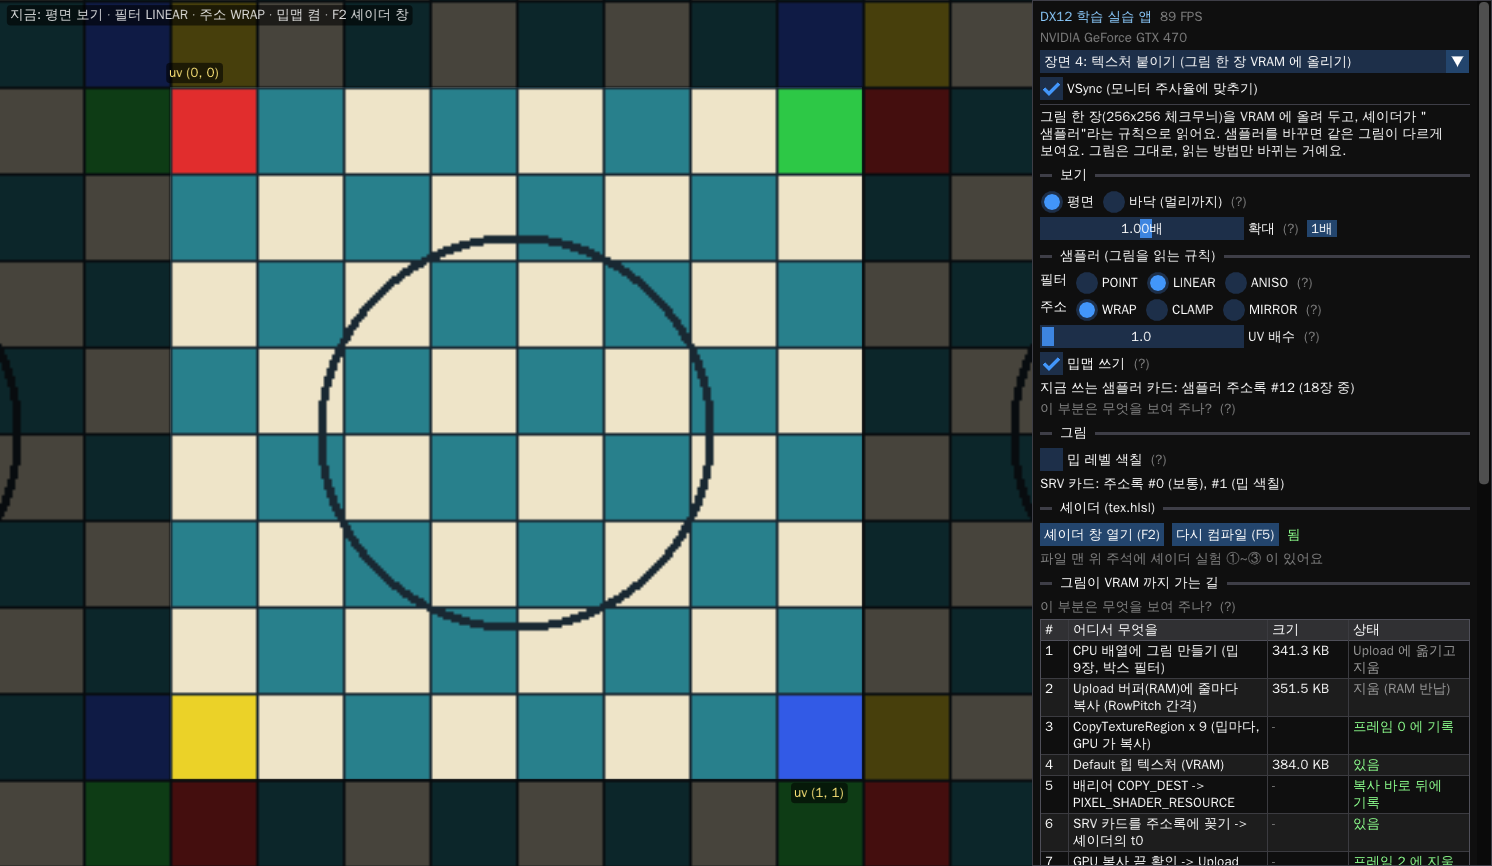 지금: 평면 보기 · 필터 LINEAR · 주소 WRAP · 밉맵 켬 · F2 셰이더 창
uv (0, 0)
uv (1, 1)
DX12 학습 실습 앱 89 FPS
NVIDIA GeForce GTX 470
장면 4: 텍스처 붙이기 (그림 한 장 VRAM 에 올리기)
VSync (모니터 주사율에 맞추기)
그림 한 장(256x256 체크무늬)을 VRAM 에 올려 두고, 셰이더가 "
샘플러"라는 규칙으로 읽어요. 샘플러를 바꾸면 같은 그림이 다르게
보여요. 그림은 그대로, 읽는 방법만 바뀌는 거예요.
보기
평면 바닥 (멀리까지) (?)
1.00배 확대 (?) 1배
샘플러 (그림을 읽는 규칙)
필터 POINT LINEAR ANISO (?)
주소 WRAP CLAMP MIRROR (?)
1.0 UV 배수 (?)
밉맵 쓰기 (?)
지금 쓰는 샘플러 카드: 샘플러 주소록 #12 (18장 중)
이 부분은 무엇을 보여 주나? (?)
그림
밉 레벨 색칠 (?)
SRV 카드: 주소록 #0 (보통), #1 (밉 색칠)
셰이더 (tex.hlsl)
셰이더 창 열기 (F2) 다시 컴파일 (F5) 됨
파일 맨 위 주석에 셰이더 실험 ①~③ 이 있어요
그림이 VRAM 까지 가는 길
이 부분은 무엇을 보여 주나? (?)
# 어디서 무엇을 크기 상태
1 CPU 배열에 그림 만들기 (밉 341.3 KB Upload 에 옮기고
9장, 박스 필터) 지움
2 Upload 버퍼(RAM)에 줄마다 351.5 KB 지움 (RAM 반납)
복사 (RowPitch 간격)
3 CopyTextureRegion x 9 (밉마다, - 프레임 0 에 기록
GPU 가 복사)
4 Default 힙 텍스처 (VRAM) 384.0 KB 있음
5 배리어 COPY_DEST -> - 복사 바로 뒤에
PIXEL_SHADER_RESOURCE 기록
6 SRV 카드를 주소록에 꽂기 -> - 있음
셰이더의 t0
7 GPU 복사 끝 확인 -> Upload - 프레임 2 에 지움